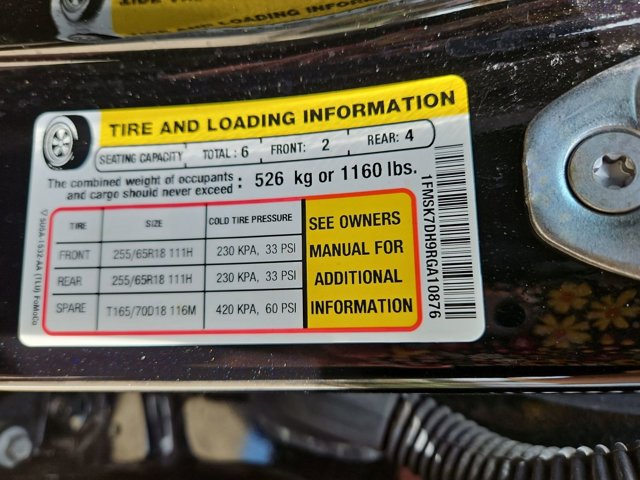 TIRE AND LOADING INFORMATION
SEATING CAPACITY TOTAL: 6 FRONT: 2 REAR: 4
The combined weight of occupants
and cargo should never exceed : 526 kg or 1160 lbs.
TIRE SIZE COLD TIRE PRESSURE
FRONT 255/65R18 111H 230 KPA, 33 PSI
REAR 255/65R18 111H 230 KPA, 33 PSI
SPARE T165/70D18 116M 420 KPA, 60 PSI
SEE OWNERS
MANUAL FOR
ADDITIONAL
INFORMATION
1FMSK7DH9RGA10876
(TLU) FoMoCo